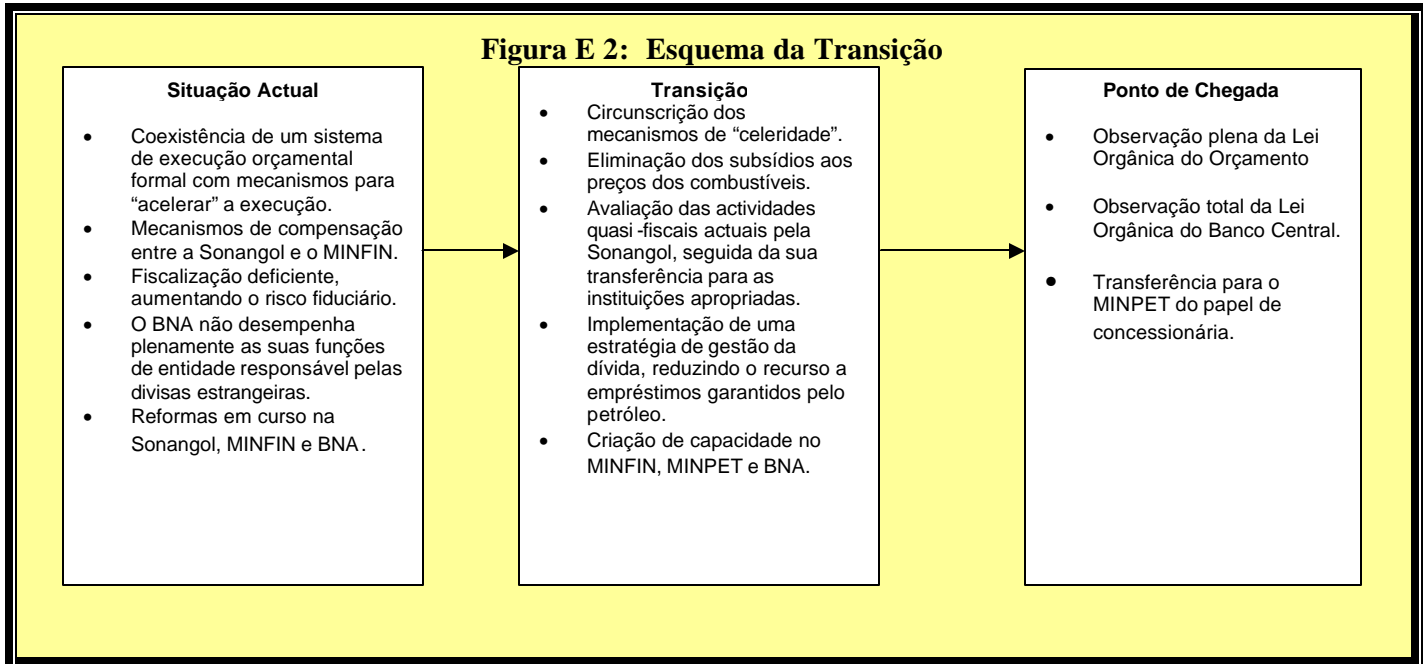 Figura E 2: Esquema da Transição
Situação Actual
• Coexistência de um sistema
de execução orçamental
formal com mecanismos para
“acelerar” a execução.
• Mecanismos de compensação
entre a Sonangol e o MINFIN.
• Fiscalização deficiente,
aumentando o risco fiduciário.
• O BNA não desempenha
plenamente as suas funções
de entidade responsável pelas
divisas estrangeiras.
• Reformas em curso na
Sonangol, MINFIN e BNA.
Transição
• Circunscrição dos
mecanismos de “celeridade”.
• Eliminação dos subsídios aos
preços dos combustíveis.
• Avaliação das actividades
quasi-fiscais actuais pela
Sonangol, seguida da sua
transferência para as
instituições apropriadas.
• Implementação de uma
estratégia de gestão da
dívida, reduzindo o recurso a
empréstimos garantidos pelo
petróleo.
• Criação de capacidade no
MINFIN, MINPET e BNA.
Ponto de Chegada
• Observação plena da Lei
Orgânica do Orçamento
• Observação total da Lei
Orgânica do Banco Central.
• Transferência para o
MINPET do papel de
concessionária.